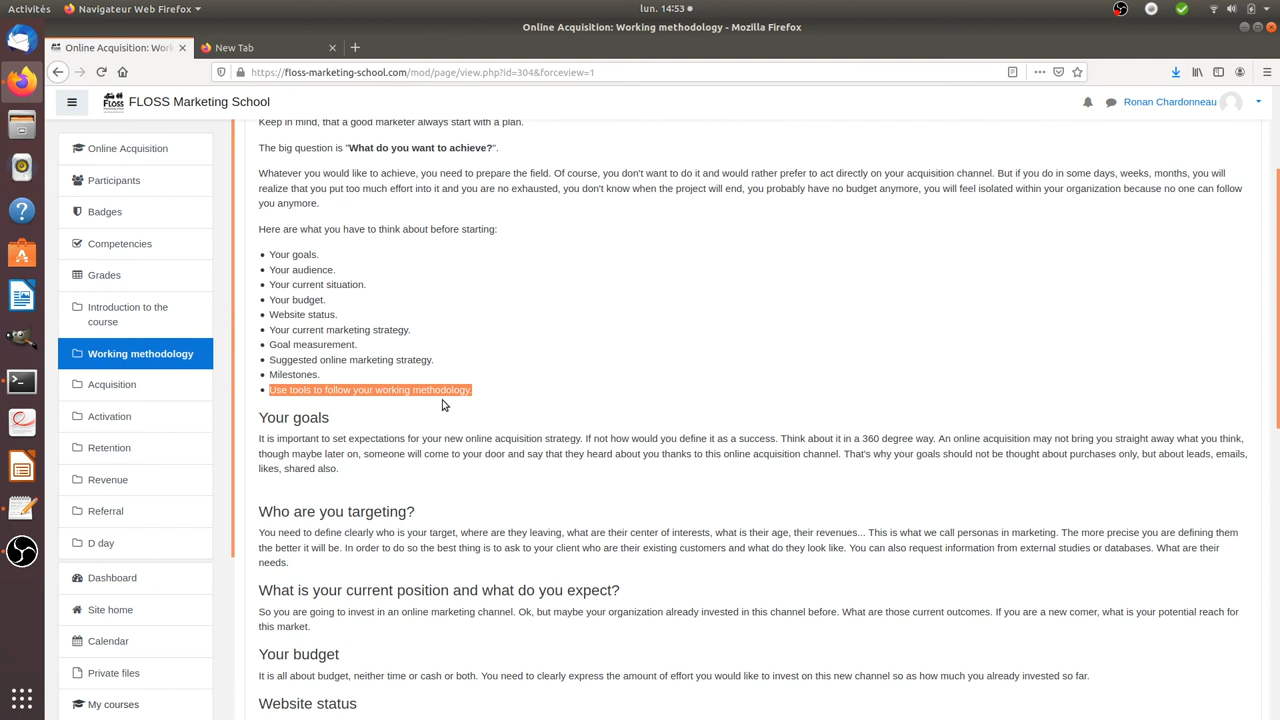 Activités
Navigateur Web Firefox
lun. 14:53
Online Acquisition: Working methodology - Mozilla Firefox
Online Acquisition: Work
New Tab
https://floss-marketing-school.com/mod/page/view.php?id=304&forceview=1
Floss
FLOSS Marketing School
Ronan Chardonneau
Online Acquisition
Participants
Badges
Competencies
Grades
Introduction to the
course
Working methodology
Acquisition
Activation
Retention
Revenue
Referral
D day
Dashboard
Site home
Calendar
Private files
My courses
Keep in mind, that a good marketer always start with a plan.
The big question is "What do you want to achieve?".
Whatever you would like to achieve, you need to prepare the field. Of course, you don't want to do it and would rather prefer to act directly on your acquisition channel. But if you do in some days, weeks, months, you will
realize that you put too much effort into it and you are no exhausted, you don't know when the project will end, you probably have no budget anymore, you will feel isolated within your organization because no one can follow
you anymore.
Here are what you have to think about before starting:
Your goals.
Your audience.
Your current situation.
Your budget.
Website status.
Your current marketing strategy.
Goal measurement.
Suggested online marketing strategy.
Milestones.
Use tools to follow your working methodology.
Your goals
It is important to set expectations for your new online acquisition strategy. If not how would you define it as a success. Think about it in a 360 degree way. An online acquisition may not bring you straight away what you think,
though maybe later on, someone will come to your door and say that they heard about you thanks to this online acquisition channel. That's why your goals should not be thought about purchases only, but about leads, emails,
likes, shared also.
Who are you targeting?
You need to define clearly who is your target, where are they leaving, what are their center of interests, what is their age, their revenues... This is what we call personas in marketing. The more precise you are defining them
the better it will be. In order to do so the best thing is to ask to your client who are their existing customers and what do they look like. You can also request information from external studies or databases. What are their
needs.
What is your current position and what do you expect?
So you are going to invest in an online marketing channel. Ok, but maybe your organization already invested in this channel before. What are those current outcomes. If you are a new comer, what is your potential reach for
this market.
Your budget
It is all about budget, neither time or cash or both. You need to clearly express the amount of effort you would like to invest on this new channel so as how much you already invested so far.
Website status